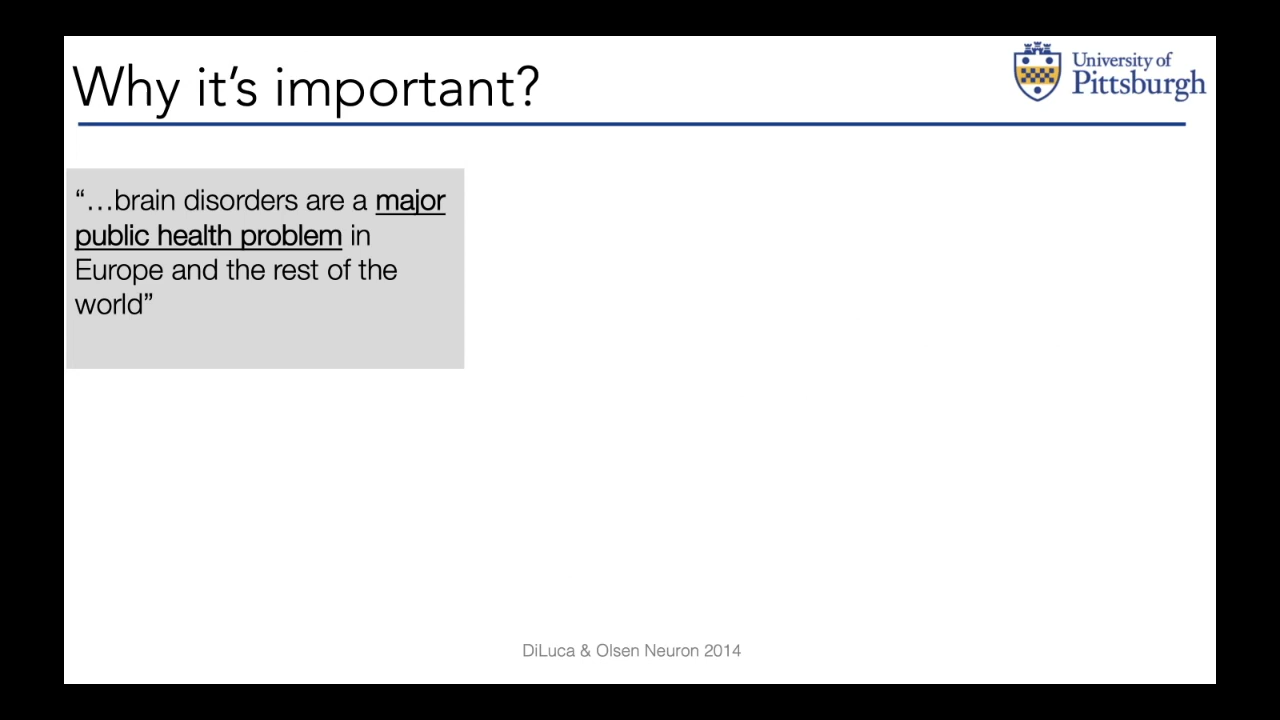 Why it’s important?
University of
Pittsburgh
“…brain disorders are a major
public health problem in
Europe and the rest of the
world”
DiLuca & Olsen Neuron 2014